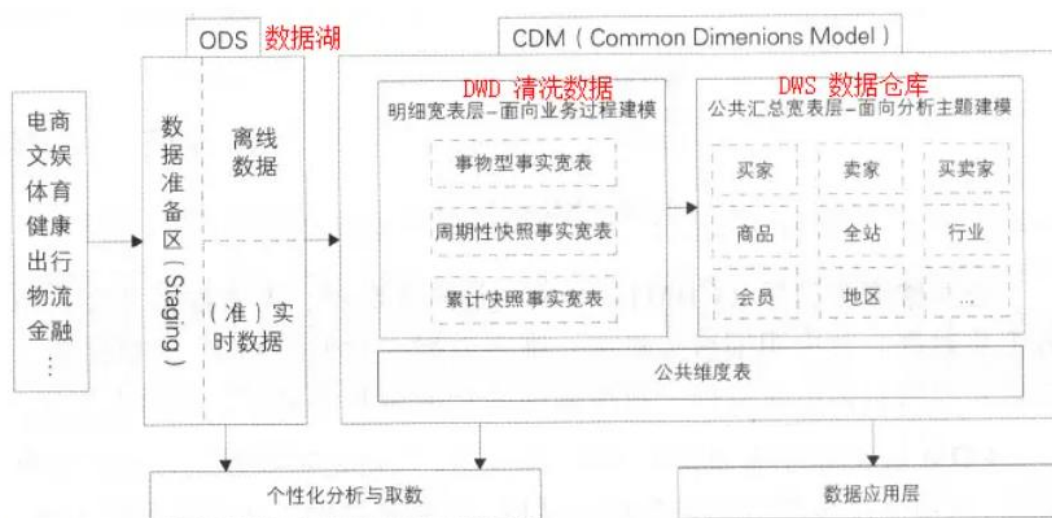 ODS 数据湖
CDM ( Common Dimenions Model )
电商
文娱
体育
健康
出行
物流
金融
...
数据准备区(Staging)
离线
数据
(准)实
时数据
DWD 清洗数据
明细宽表层-面向业务过程建模
事物型事实宽表
周期性快照事实宽表
累计快照事实宽表
DWS 数据仓库
公共汇总宽表层-面向分析主题建模
买家 卖家 买卖家
商品 全站 行业
会员 地区 ...
公共维度表
个性化分析与取数
数据应用层